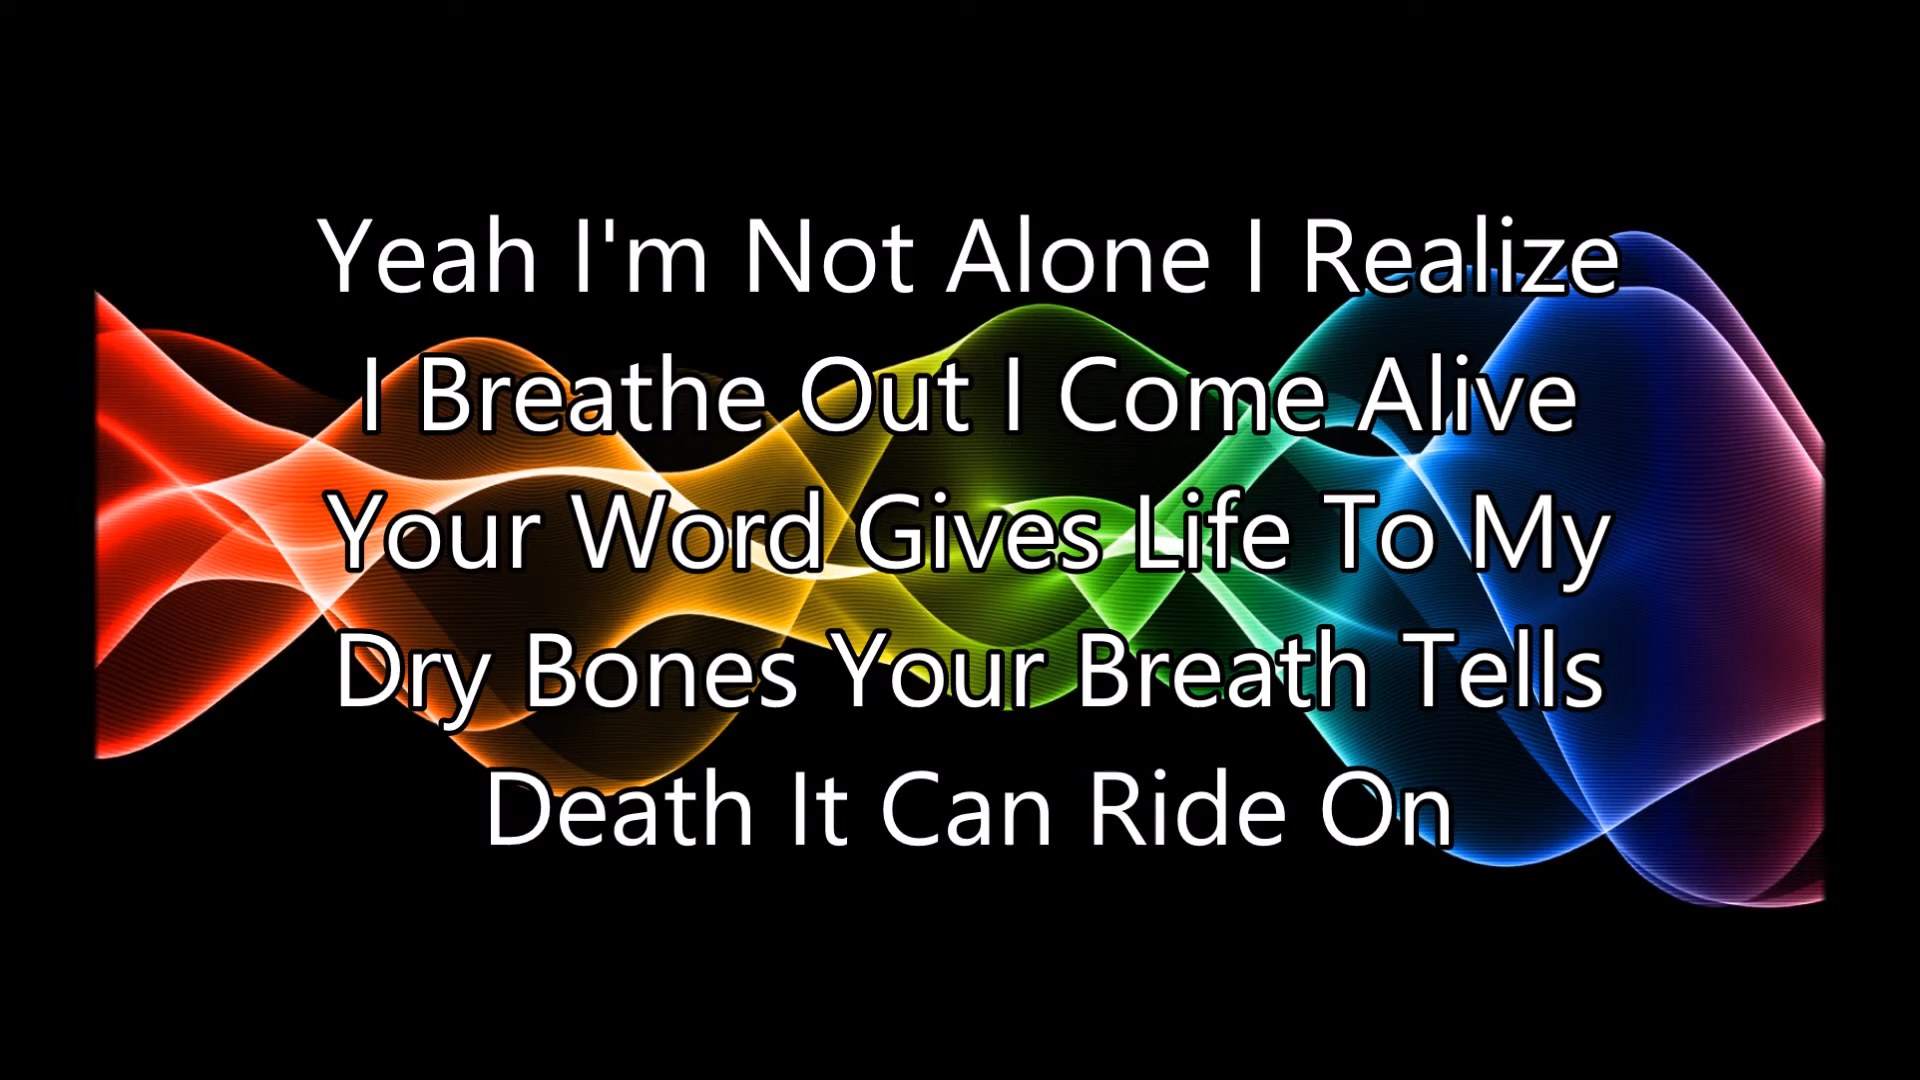 Yeah I'm Not Alone I Realize
I Breathe Out I Come Alive
Your Word Gives Life To My
Dry Bones Your Breath Tells
Death It Can Ride On